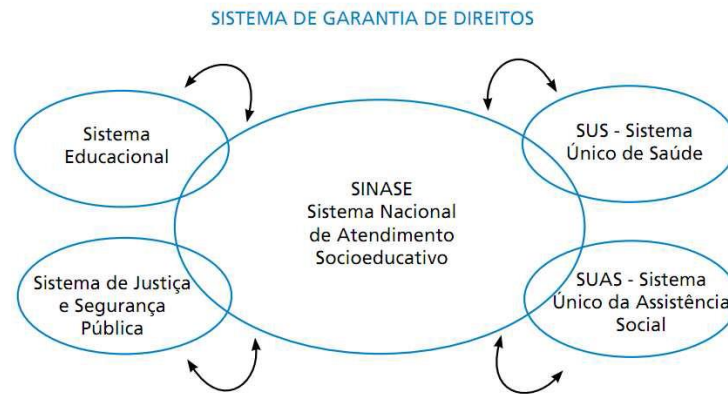 SISTEMA DE GARANTIA DE DIREITOS
Sistema
Educacional
SUS - Sistema
Único de Saúde
SINASE
Sistema Nacional
de Atendimento
Socioeducativo
Sistema de Justiça
e Segurança
Pública
SUAS - Sistema
Único da Assistência
Social